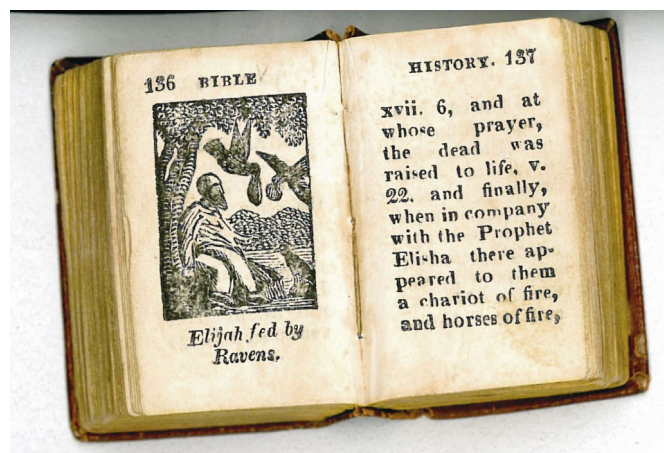 136 BIBLE
Elijah fed by
Ravens.
HISTORY. 137
xvii. 6, and at
whose prayer,
the dead was
raised to life, v.
22. and finally,
when in company
with the Prophet
Elisha there ap-
peared to them
a chariot of fire,
and horses of fire,